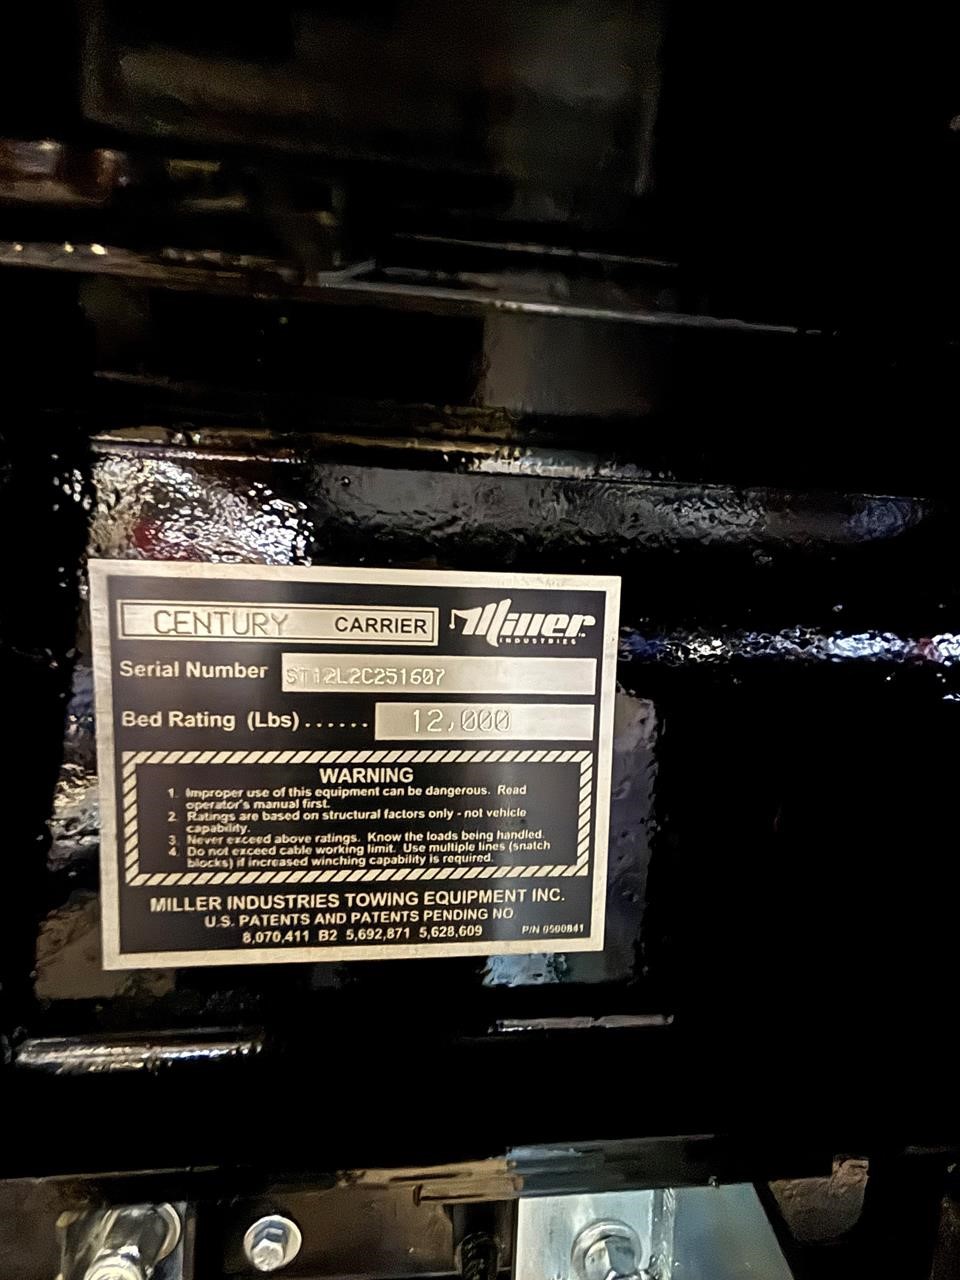 CENTURY CARRIER Miller
INDUSTRIES™
Serial Number ST12L2C251607
Bed Rating (Lbs)...... 12,000
WARNING
1. Improper use of this equipment can be dangerous. Read
operator's manual first.
2. Ratings are based on structural factors only - not vehicle
capability.
3. Never exceed above ratings. Know the loads being handled.
4. Do not exceed cable working limit. Use multiple lines (snatch
blocks) if increased winching capability is required.
MILLER INDUSTRIES TOWING EQUIPMENT INC.
U.S. PATENTS AND PATENTS PENDING NO
8,070,411 B2 5,692,871 5,628,609 P/N 0500841